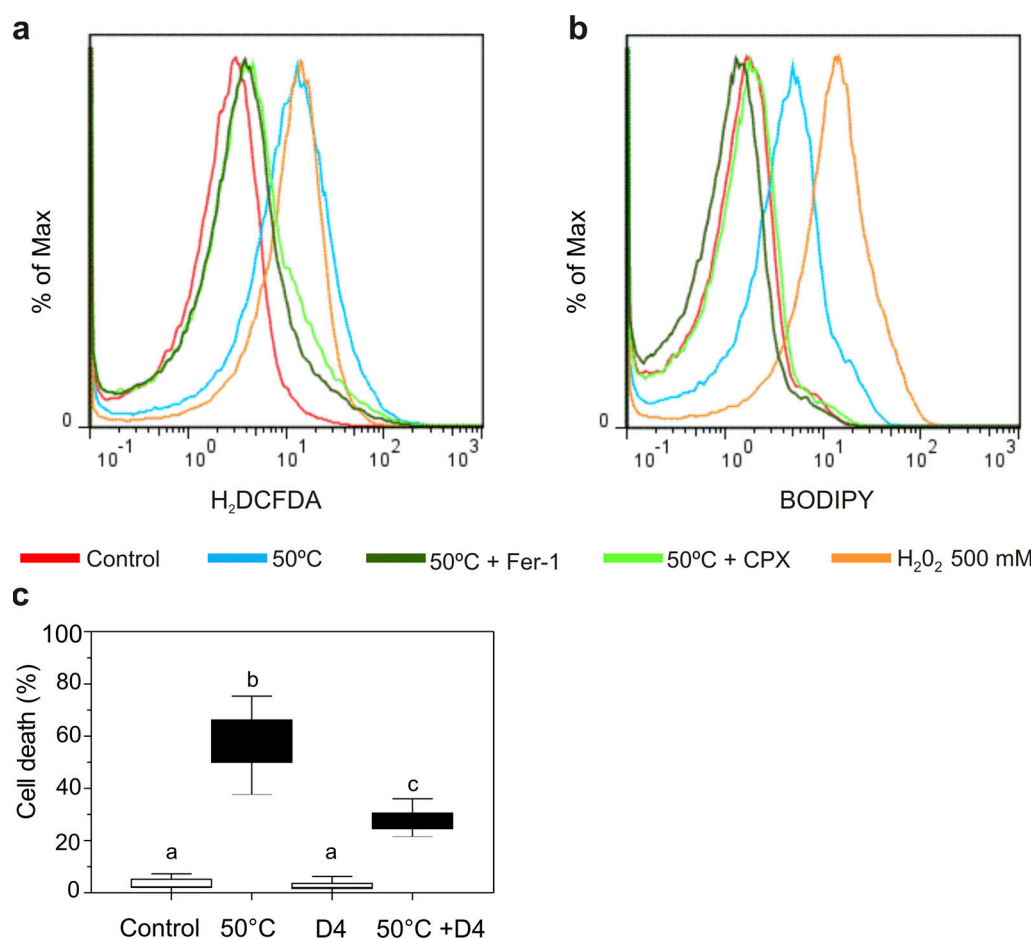 a
% of Max
0
10⁻¹ 10⁰ 10¹ 10² 10³
H₂DCFDA
b
% of Max
0
10⁻¹ 10⁰ 10¹ 10² 10³
BODIPY
Control 50ºC 50ºC + Fer-1 50ºC + CPX H₂0₂ 500 mM
c
Cell death (%)
100
80
60
40
20
0
a b a c
Control 50°C D4 50°C +D4